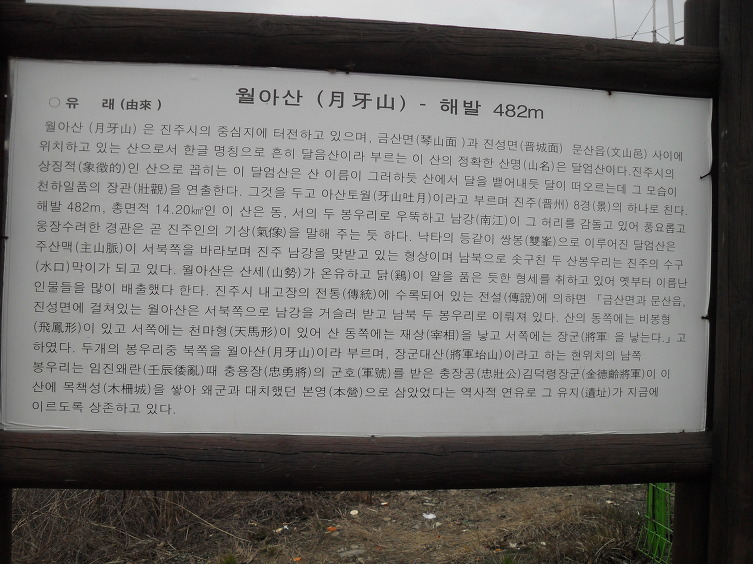 월아산 (月牙山) - 해발 482m
○ 유 래 (由來)
월아산 (月牙山) 은 진주시의 중심지에 터전하고 있으며, 금산면(琴山面)과 진성면(晋城面) 문산읍(文山邑) 사이에
위치하고 있는 산으로서 한글 명칭으로 흔히 달음산이라 부르는 이 산의 정확한 산명(山名)은 달엄산이다.진주시의
상징적(象徵的)인 산으로 꼽히는 이 달엄산은 산 이름이 그러하듯 산에서 달을 뱉어내듯 달이 떠오르는데 그 모습이
천하일품의 장관(壯觀)을 연출한다. 그것을 두고 아산토월(牙山吐月)이라고 부르며 진주(晋州) 8경(景)의 하나로 친다.
해발 482m, 총면적 14.20㎢인 이 산은 동, 서의 두 봉우리로 우뚝하고 남강(南江)이 그 허리를 감돌고 있어 풍요롭고
웅장수려한 경관은 곧 진주인의 기상(氣像)을 말해 주는 듯 하다. 낙타의 등같이 쌍봉(雙峯)으로 이루어진 달엄산은
주산맥(主山脈)이 서북쪽을 바라보며 진주 남강을 맞받고 있는 형상이며 남북으로 솟구친 두 산봉우리는 진주의 수구
(水口)막이가 되고 있다. 월아산은 산세(山勢)가 온유하고 닭(鷄)이 알을 품은 듯한 형세를 취하고 있어 옛부터 이름난
인물들을 많이 배출했다 한다. 진주시 내고장의 전통(傳統)에 수록되어 있는 전설(傳說)에 의하면 「금산면과 문산읍,
진성면에 걸쳐있는 월아산은 서북쪽으로 남강을 거슬러 받고 남북 두 봉우리로 이뤄져 있다. 산의 동쪽에는 비봉형
(飛鳳形)이 있고 서쪽에는 천마형(天馬形)이 있어 산 동쪽에는 재상(宰相)을 낳고 서쪽에는 장군(將軍 을 낳는다.」고
하였다. 두개의 봉우리중 북쪽을 월아산(月牙山)이라 부르며, 장군대산(將軍坮山)이라고 하는 현위치의 남쪽
봉우리는 임진왜란(壬辰倭亂)때 충용장(忠勇將)의 군호(軍號)를 받은 충장공(忠壯公)김덕령장군(金德齡將軍)이 이
산에 목책성(木柵城)을 쌓아 왜군과 대치했던 본영(本營)으로 삼았었다는 역사적 연유로 그 유지(遺址)가 지금에
이르도록 상존하고 있다.